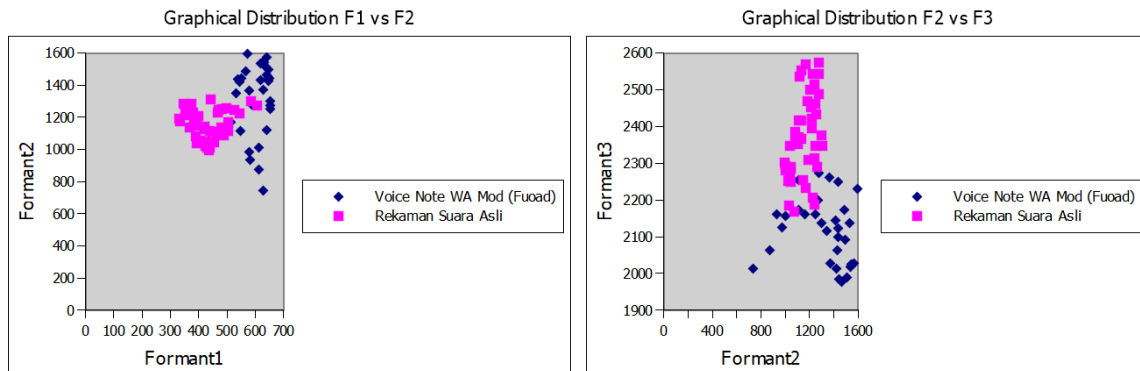 Graphical Distribution F1 vs F2
Formant2
1600
1400
1200
1000
800
600
400
200
0
0 100 200 300 400 500 600 700
Formant1
Voice Note WA Mod (Fuoad)
Rekaman Suara Asli
Graphical Distribution F2 vs F3
Formant3
2600
2500
2400
2300
2200
2100
2000
1900
0 400 800 1200 1600
Formant2
Voice Note WA Mod (Fuoad)
Rekaman Suara Asli